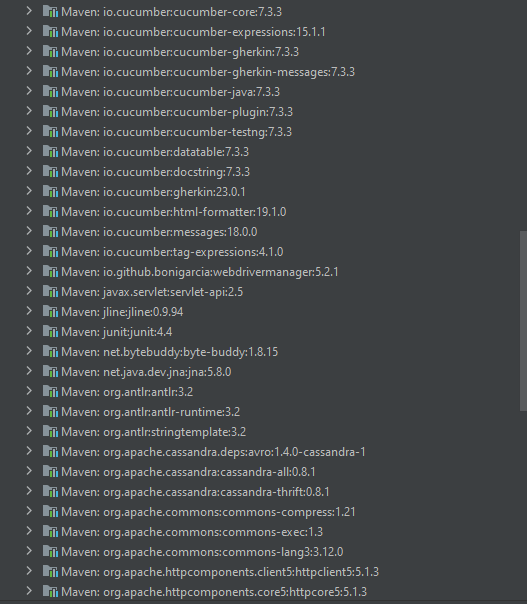 Maven: io.cucumber:cucumber-core:7.3.3
Maven: io.cucumber:cucumber-expressions:15.1.1
Maven: io.cucumber:cucumber-gherkin:7.3.3
Maven: io.cucumber:cucumber-gherkin-messages:7.3.3
Maven: io.cucumber:cucumber-java:7.3.3
Maven: io.cucumber:cucumber-plugin:7.3.3
Maven: io.cucumber:cucumber-testng:7.3.3
Maven: io.cucumber:datatable:7.3.3
Maven: io.cucumber:docstring:7.3.3
Maven: io.cucumber:gherkin:23.0.1
Maven: io.cucumber:html-formatter:19.1.0
Maven: io.cucumber:messages:18.0.0
Maven: io.cucumber:tag-expressions:4.1.0
Maven: io.github.bonigarcia:webdrivermanager:5.2.1
Maven: javax.servlet:servlet-api:2.5
Maven: jline:jline:0.9.94
Maven: junit:junit:4.4
Maven: net.bytebuddy:byte-buddy:1.8.15
Maven: net.java.dev.jna:jna:5.8.0
Maven: org.antlr:antlr:3.2
Maven: org.antlr:antlr-runtime:3.2
Maven: org.antlr:stringtemplate:3.2
Maven: org.apache.cassandra.deps:avro:1.4.0-cassandra-1
Maven: org.apache.cassandra:cassandra-all:0.8.1
Maven: org.apache.cassandra:cassandra-thrift:0.8.1
Maven: org.apache.commons:commons-compress:1.21
Maven: org.apache.commons:commons-exec:1.3
Maven: org.apache.commons:commons-lang3:3.12.0
Maven: org.apache.httpcomponents.client5:httpclient5:5.1.3
Maven: org.apache.httpcomponents.core5:httpcore5:5.1.3